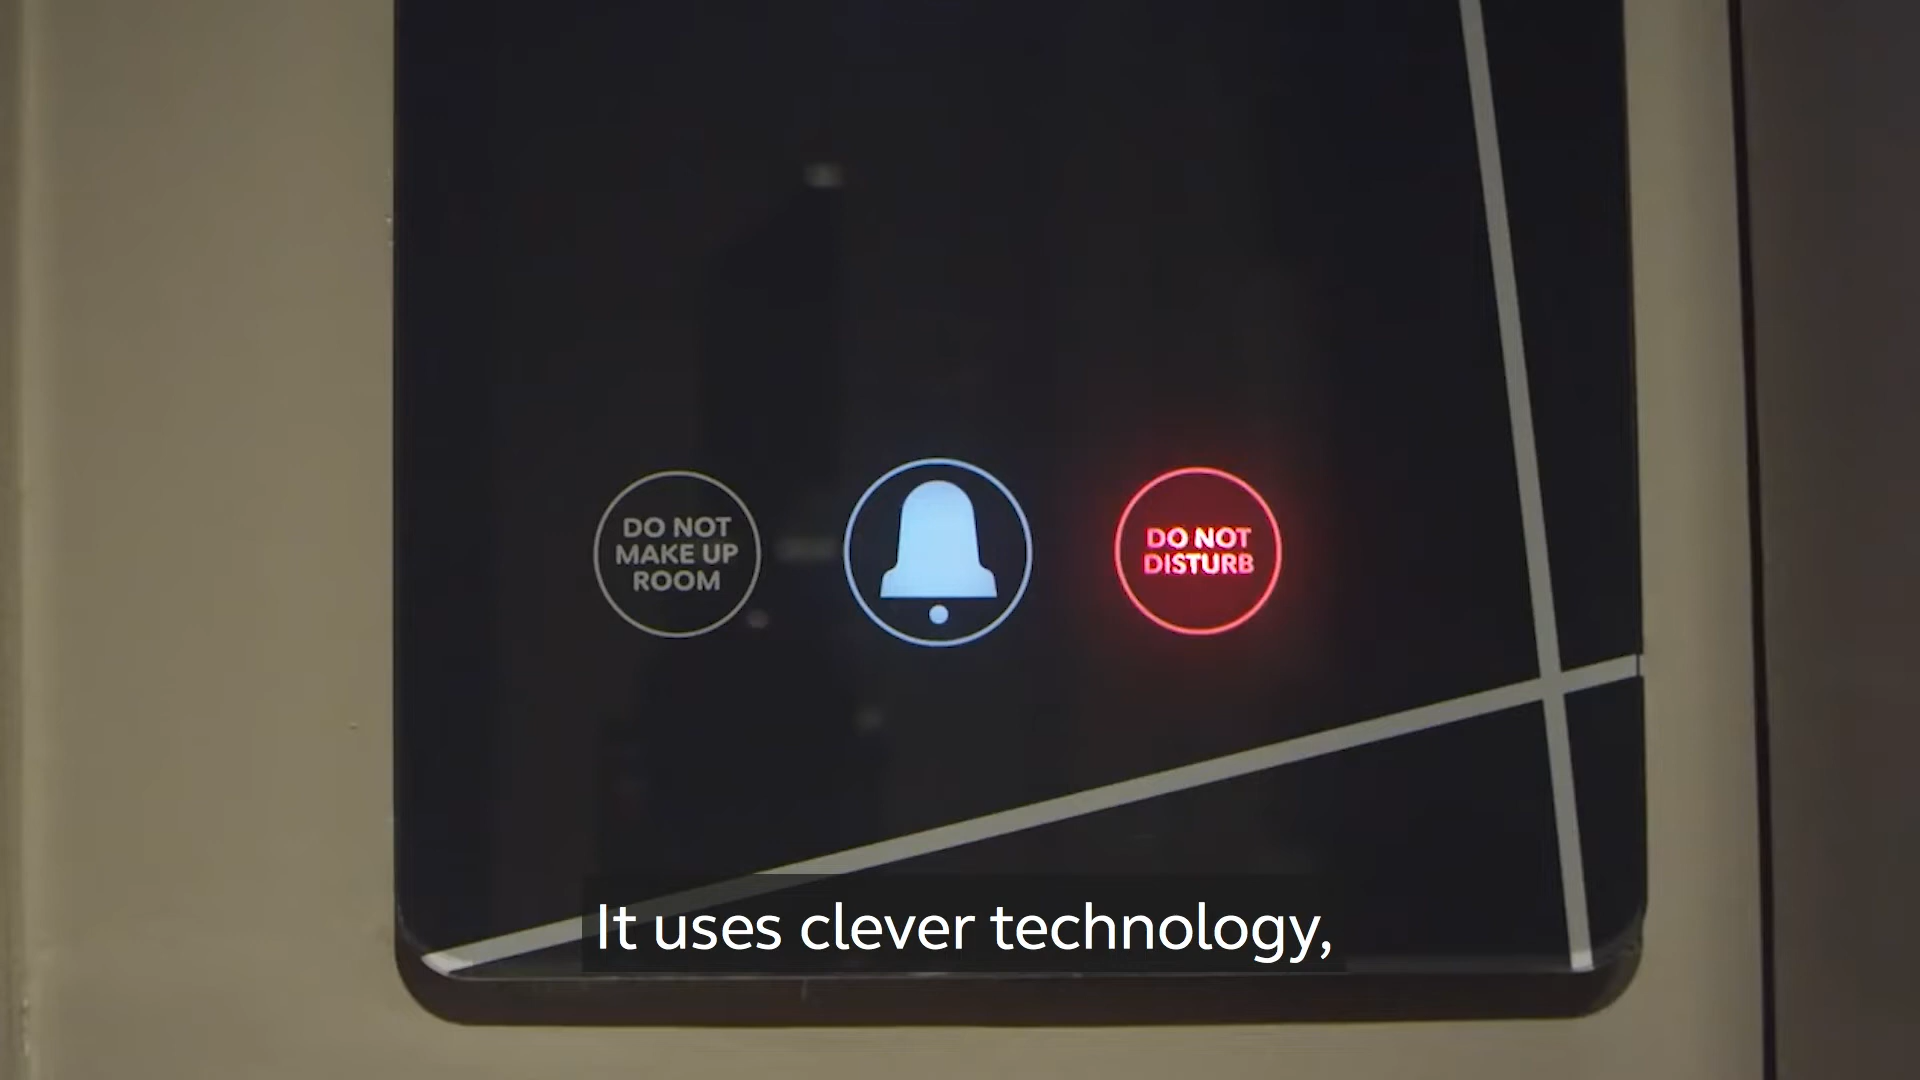 DO NOT
MAKE UP
ROOM
DO NOT
DISTURB
It uses clever technology,